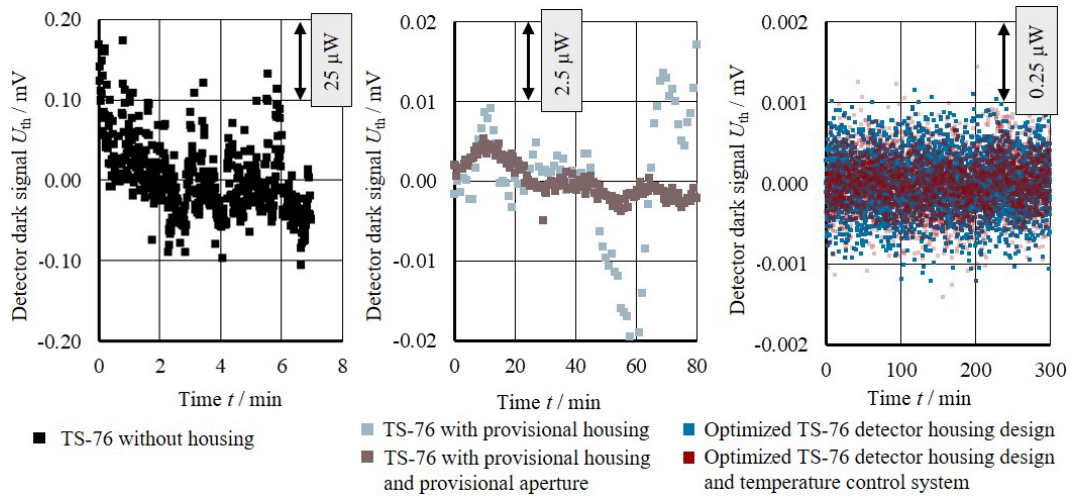 Detector dark signal Uth / mV
0.20
0.10
0.00
-0.10
-0.20
25 µW
0 2 4 6 8
Time t / min
■ TS-76 without housing
Detector dark signal Uth / mV
0.02
0.01
0.00
-0.01
-0.02
2.5 µW
0 20 40 60 80
Time t / min
TS-76 with provisional housing
TS-76 with provisional housing
and provisional aperture
Detector dark signal Uth / mV
0.002
0.001
0.000
-0.001
-0.002
0.25 µW
0 100 200 300
Time t / min
Optimized TS-76 detector housing design
Optimized TS-76 detector housing design
and temperature control system